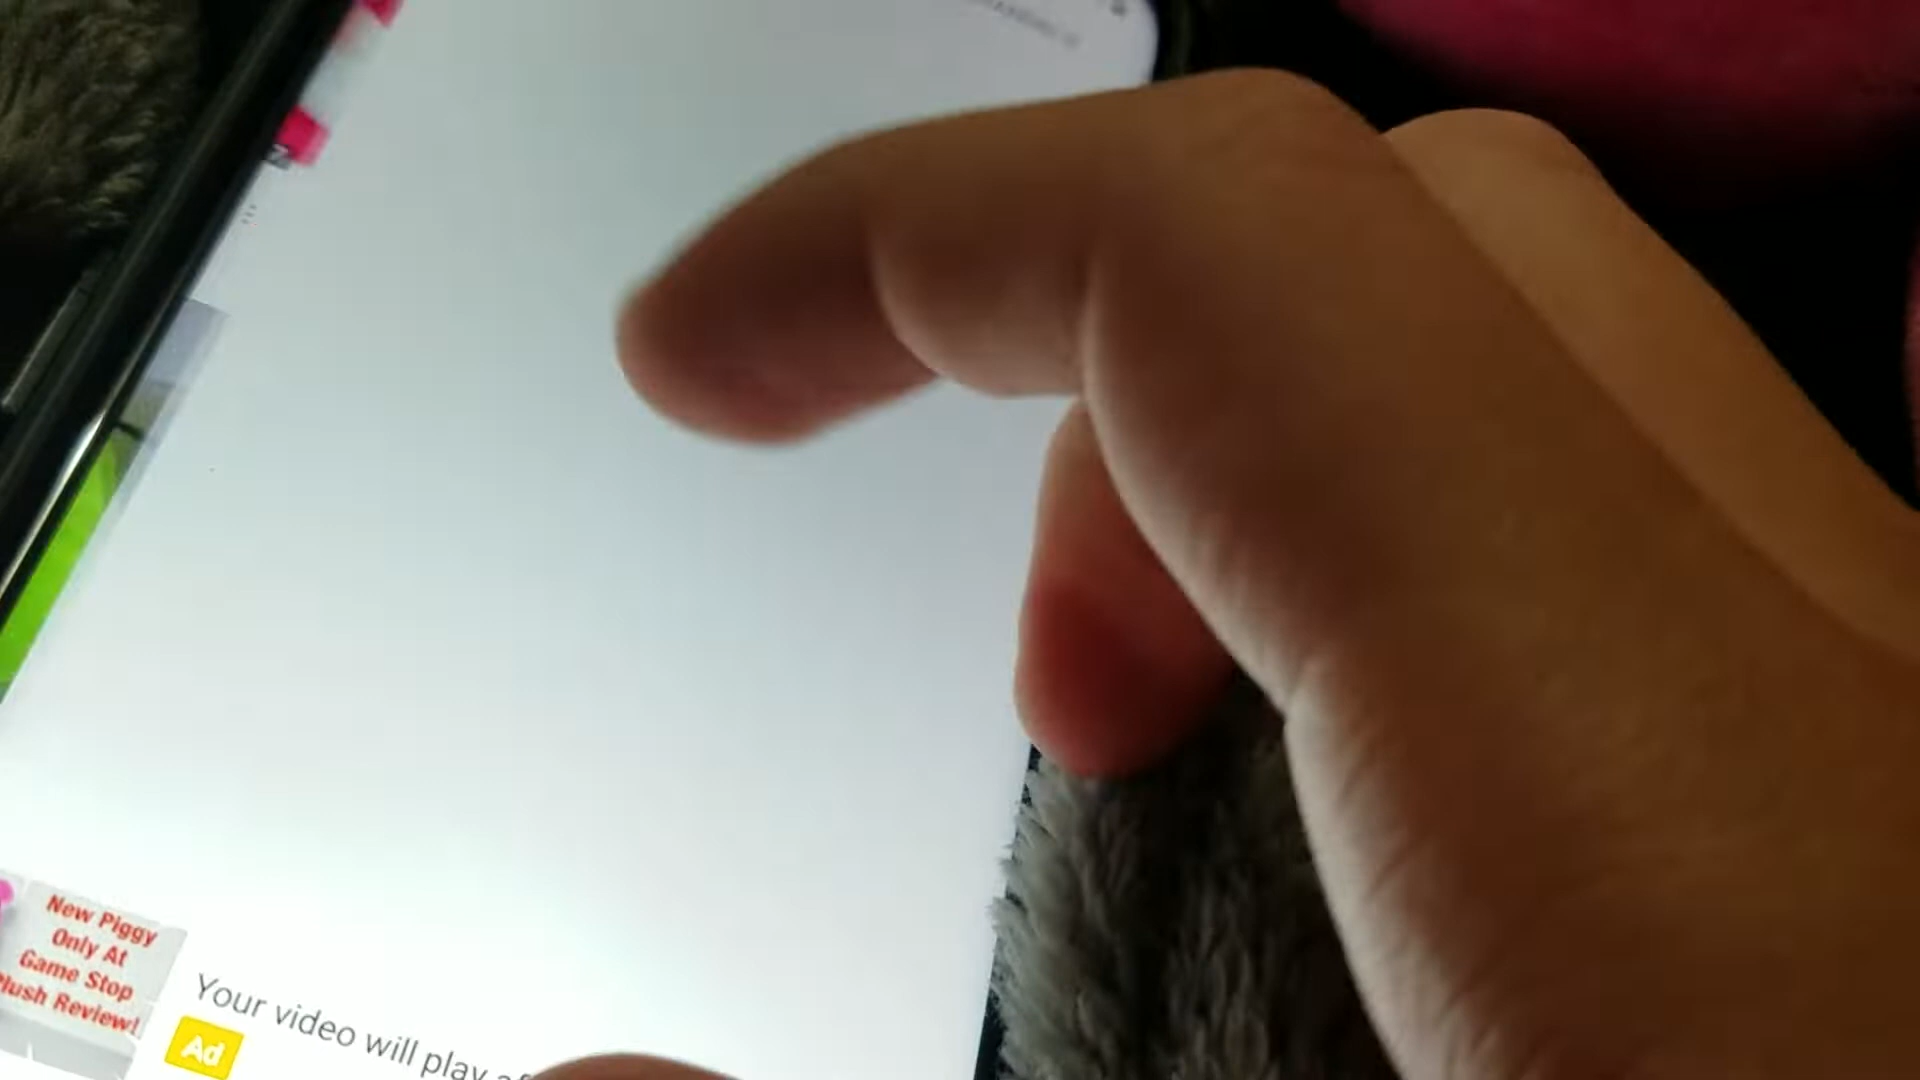 New Piggy
Only At
Game Stop
Plush Review!
Your video will play
Ad